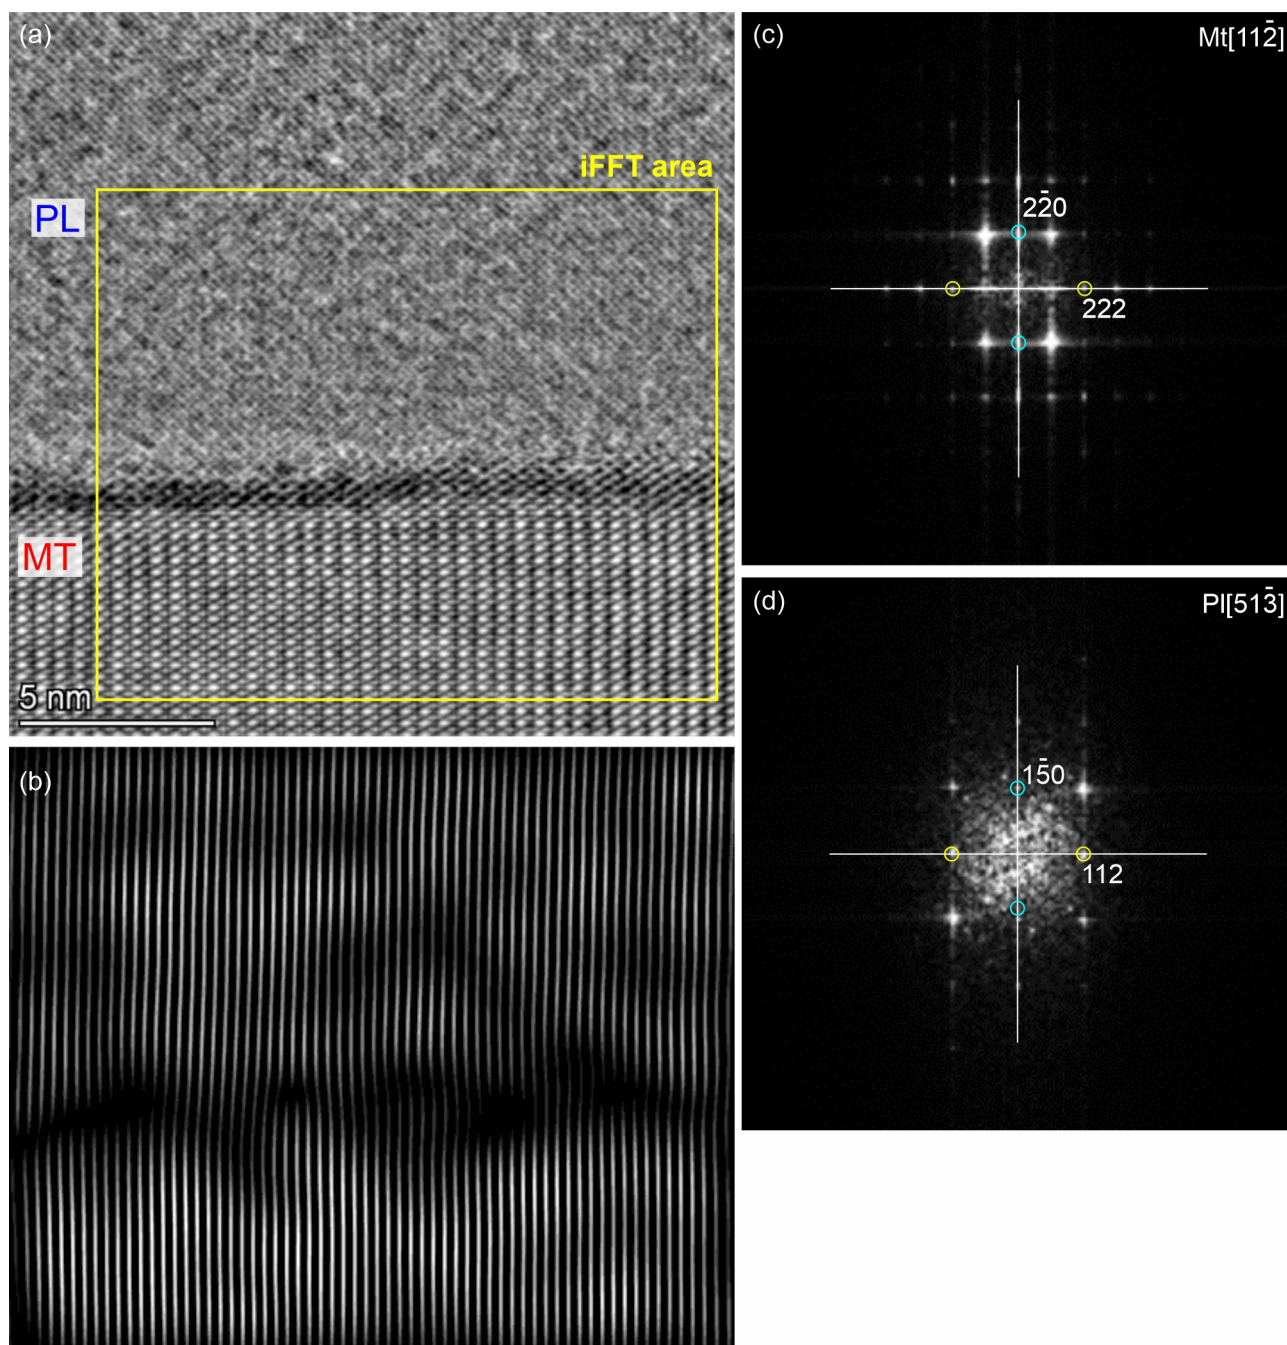 (a)
iFFT area
PL
MT
5 nm
(b)
(c)
Mt[112̄]
22̄0
222
(d)
Pl[513̄]
15̄0
112